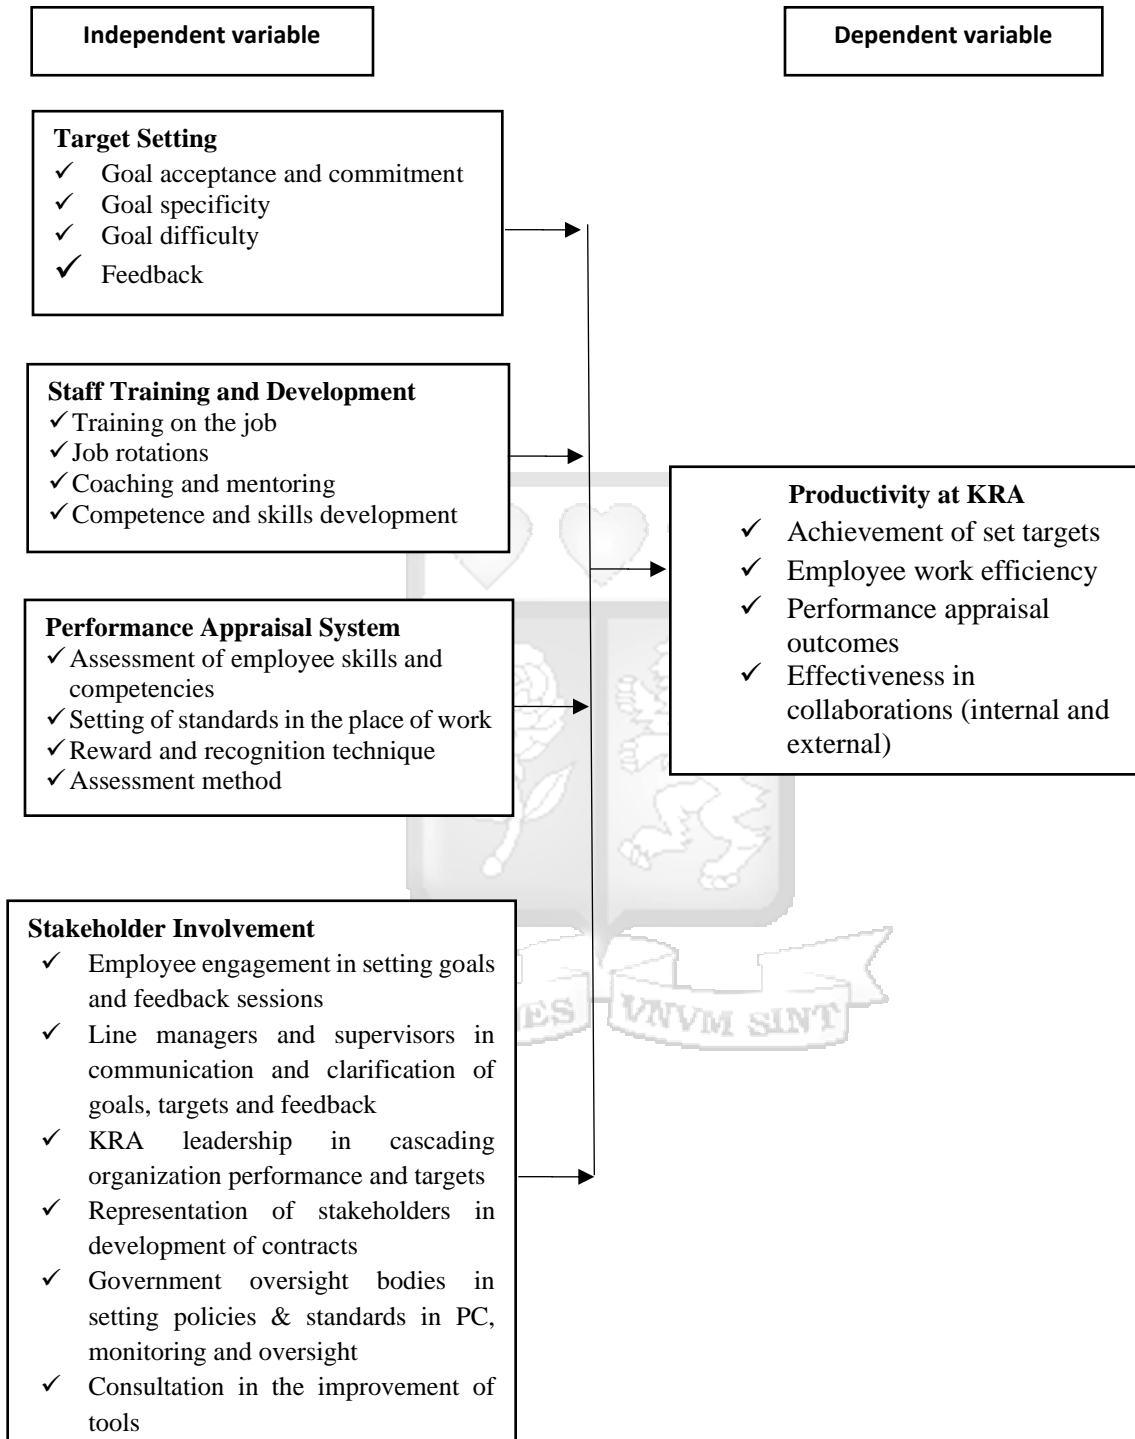 Independent variable
Dependent variable
Target Setting
✓ Goal acceptance and commitment
✓ Goal specificity
✓ Goal difficulty
✓ Feedback
Staff Training and Development
✓ Training on the job
✓ Job rotations
✓ Coaching and mentoring
✓ Competence and skills development
Productivity at KRA
✓ Achievement of set targets
✓ Employee work efficiency
✓ Performance appraisal
outcomes
✓ Effectiveness in
collaborations (internal and
external)
Performance Appraisal System
✓ Assessment of employee skills and
competencies
✓ Setting of standards in the place of work
✓ Reward and recognition technique
✓ Assessment method
Stakeholder Involvement
✓ Employee engagement in setting goals
and feedback sessions
✓ Line managers and supervisors in
communication and clarification of
goals, targets and feedback
✓ KRA leadership in cascading
organization performance and targets
✓ Representation of stakeholders in
development of contracts
✓ Government oversight bodies in
setting policies & standards in PC,
monitoring and oversight
✓ Consultation in the improvement of
tools
VNVM SINT